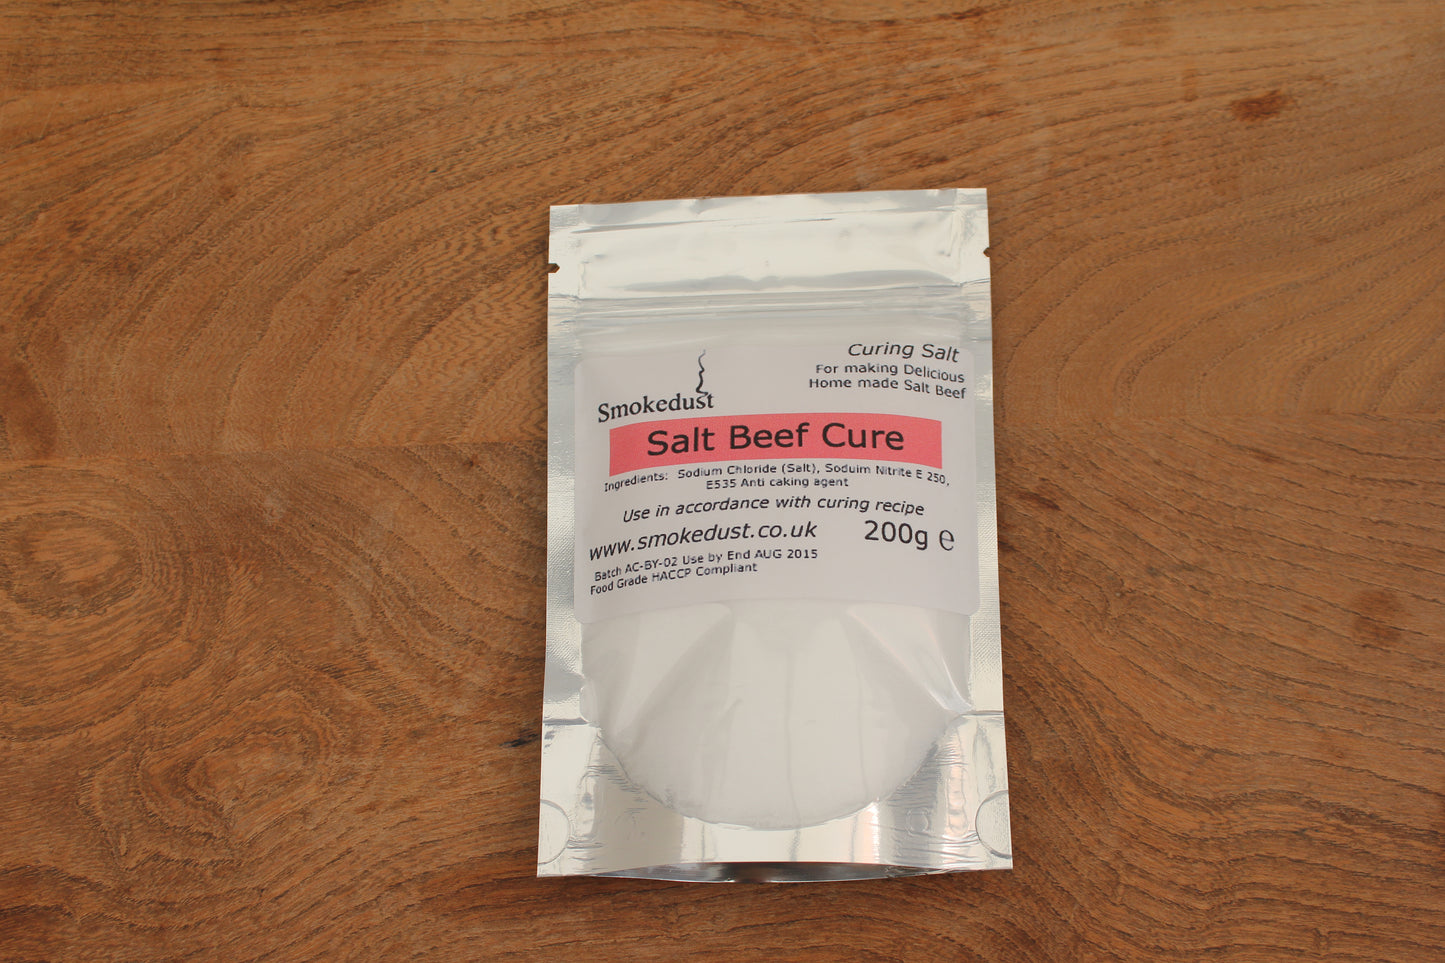 Curing Salt
For making Delicious
Home made Salt Beef
Smokedust
Salt Beef Cure
Ingredients: Sodium Chloride (Salt), Soduim Nitrite E 250,
E535 Anti caking agent
Use in accordance with curing recipe
www.smokedust.co.uk 200g ℮
Batch AC-BY-02 Use by End AUG 2015
Food Grade HACCP Compliant